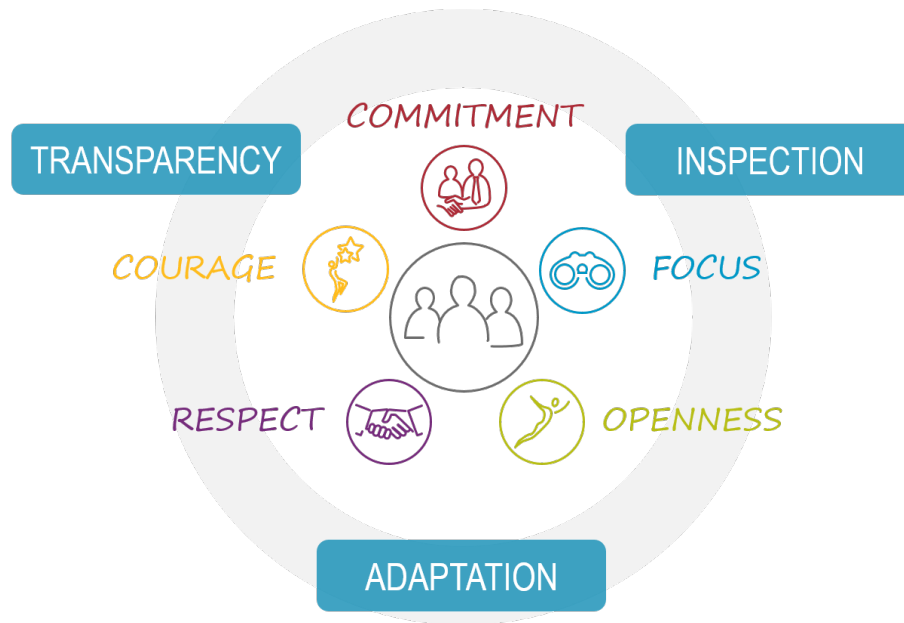 COMMITMENT
TRANSPARENCY
INSPECTION
COURAGE
FOCUS
RESPECT
OPENNESS
ADAPTATION